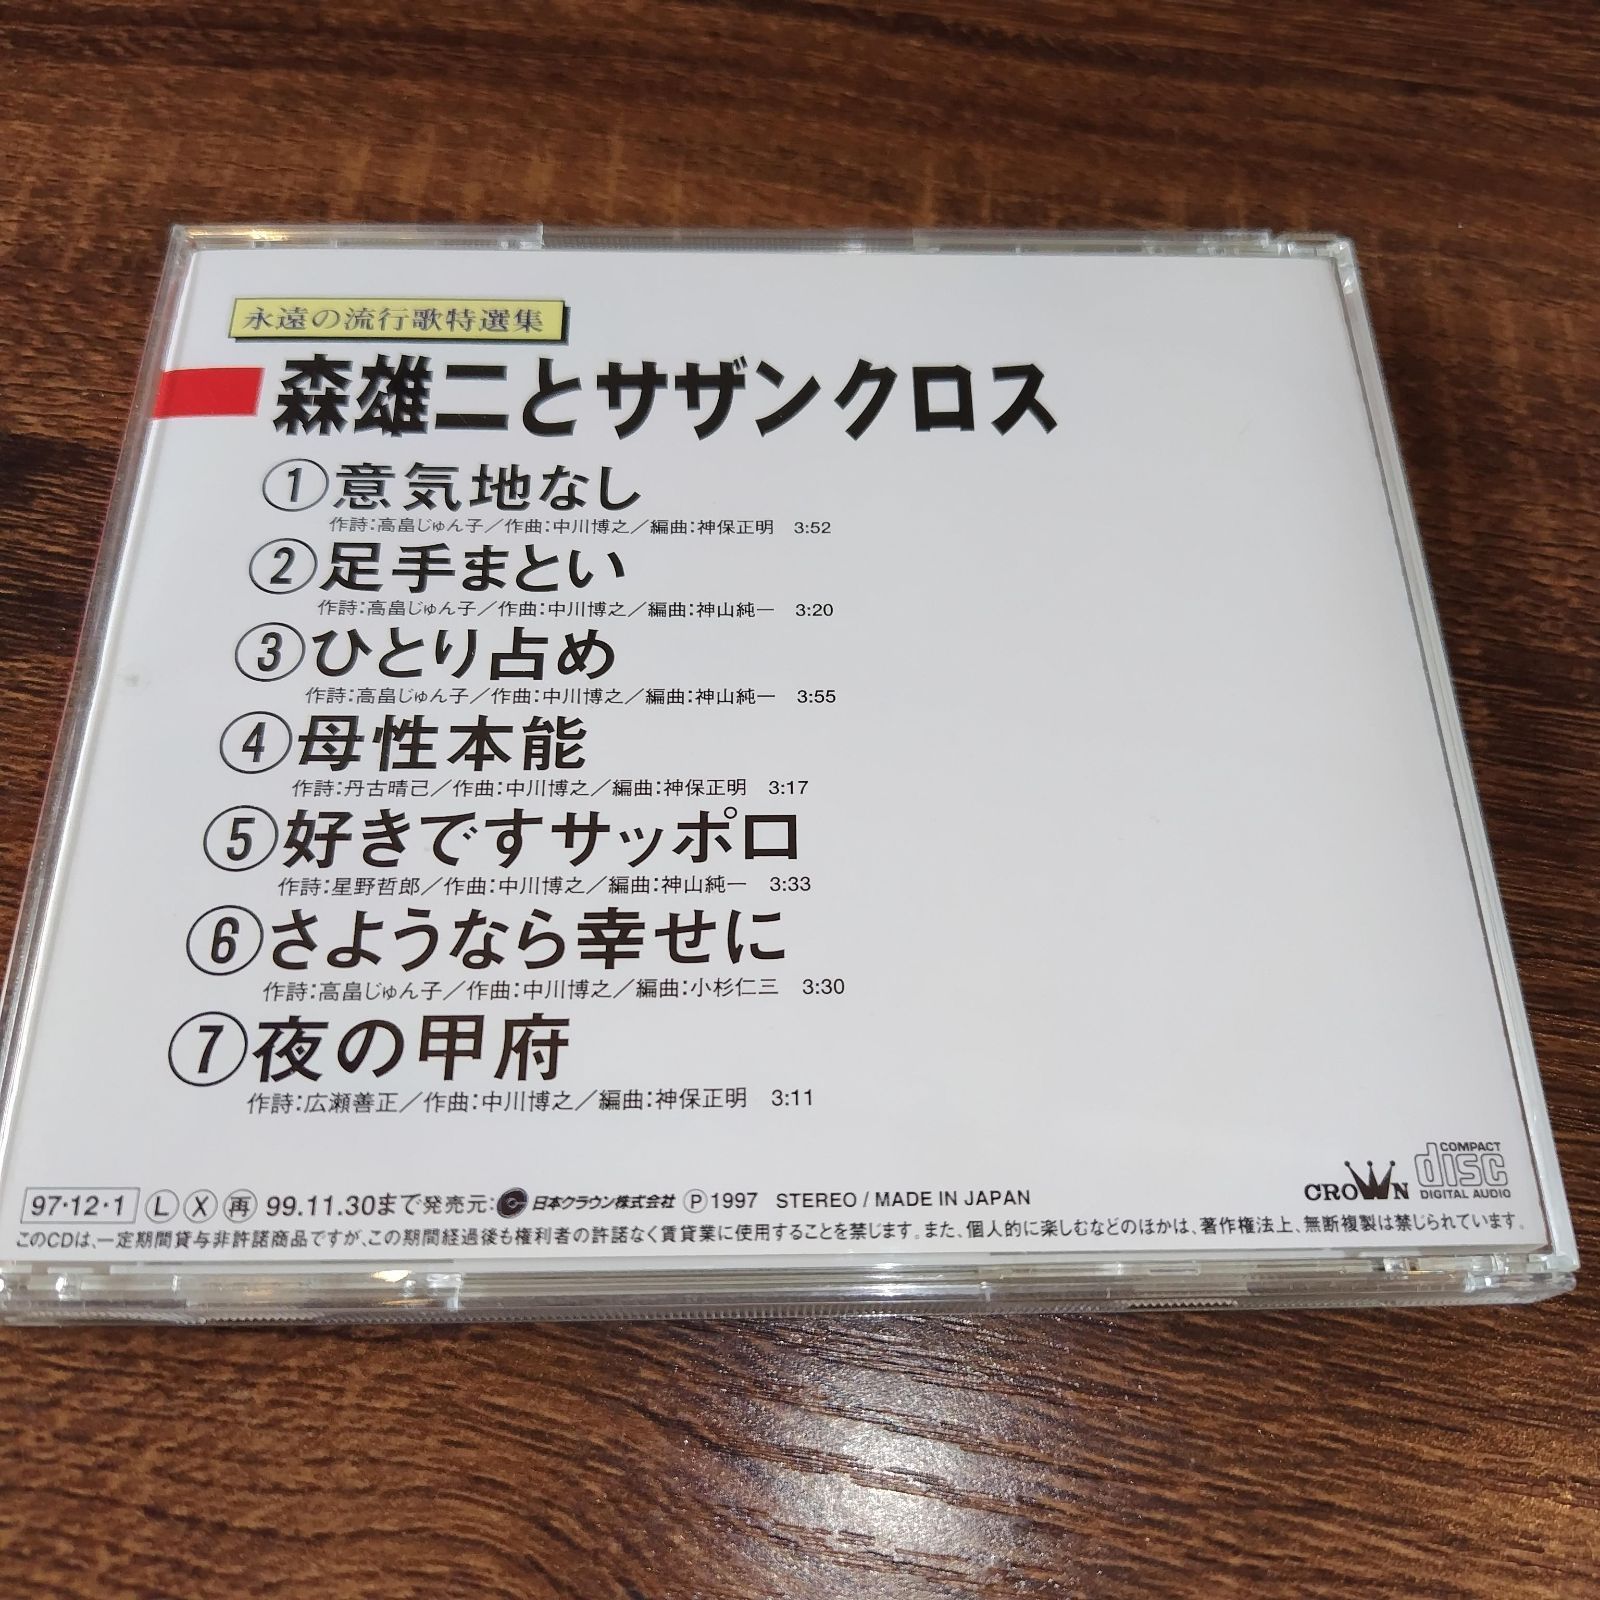 永遠の流行歌特選集
森雄二とサザンクロス
①意気地なし
作詩:高畠じゅん子/作曲:中川博之/編曲:神保正明 3:52
②足手まとい
作詩:高畠じゅん子/作曲:中川博之/編曲:神山純一 3:20
③ひとり占め
作詩:高畠じゅん子/作曲:中川博之/編曲:神山純一 3:55
④母性本能
作詩:丹古晴己/作曲:中川博之/編曲:神保正明 3:17
⑤好きですサッポロ
作詩:星野哲郎/作曲:中川博之/編曲:神山純一 3:33
⑥さようなら幸せに
作詩:高畠じゅん子/作曲:中川博之/編曲:小杉仁三 3:30
⑦夜の甲府
作詩:広瀬善正/作曲:中川博之/編曲:神保正明 3:11
CROWN
COMPACT
disc
DIGITAL AUDIO
97・12・1 Ⓛ Ⓧ 再 99.11.30まで 発売元:日本クラウン株式会社 Ⓟ1997 STEREO / MADE IN JAPAN
このCDは、一定期間貸与非許諾商品ですが、この期間経過後も権利者の許諾なく賃貸業に使用することを禁じます。また、個人的に楽しむなどのほかは、著作権法上、無断複製は禁じられています。